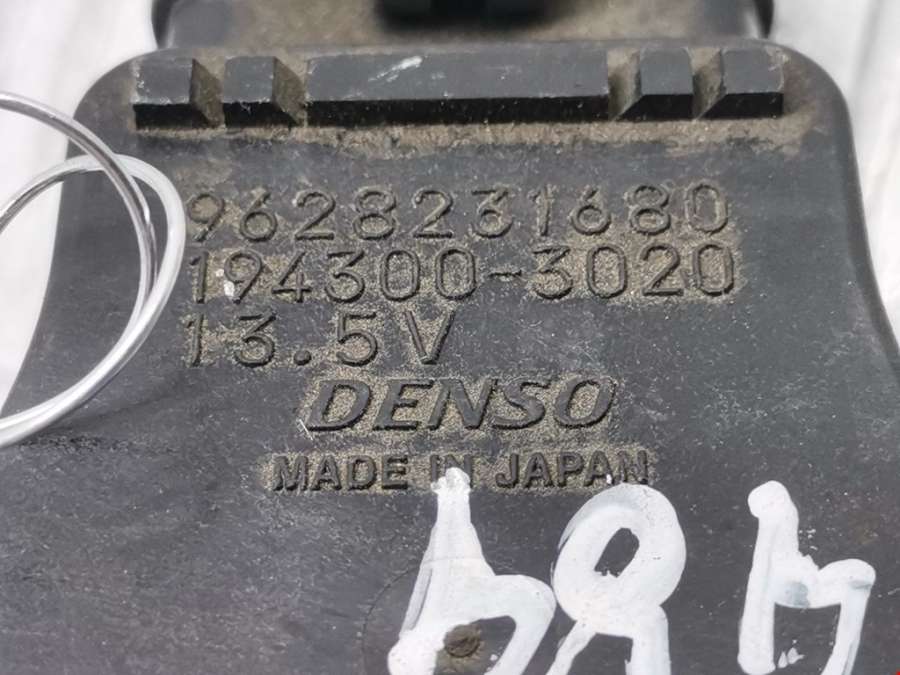 9628231680
194300-3020
13.5V
DENSO
MADE IN JAPAN